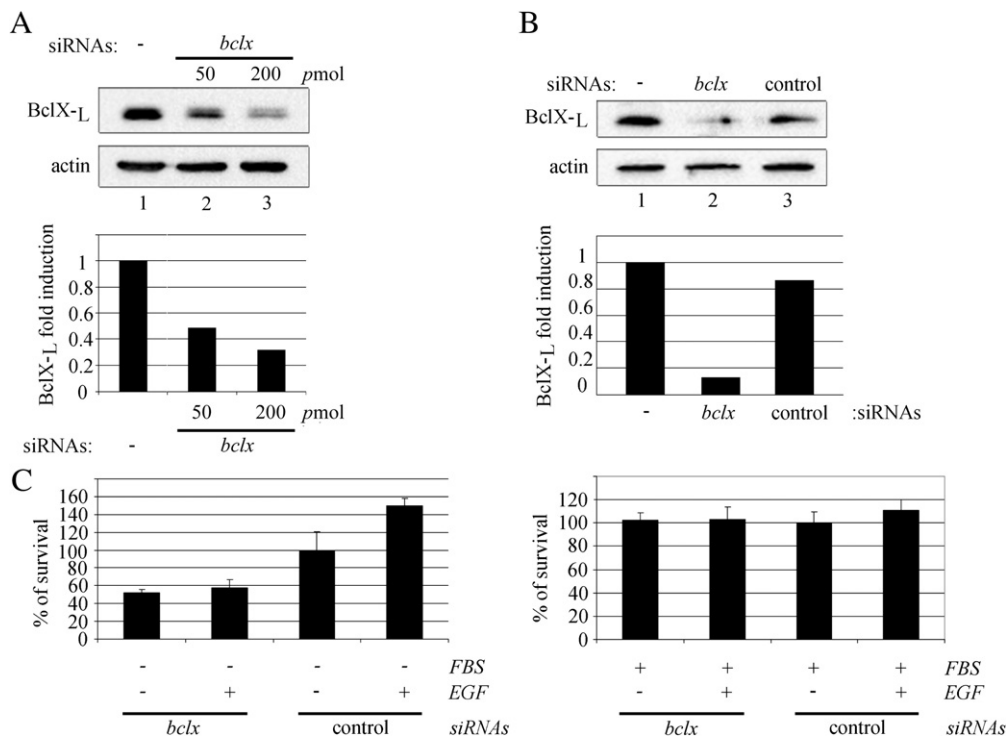 A
siRNAs: - bclx
50 200 pmol
BclX-L
actin
1 2 3
BclX-L fold induction
1
0.8
0.6
0.4
0.2
0
50 200 pmol
siRNAs: - bclx
B
siRNAs: - bclx control
BclX-L
actin
1 2 3
BclX-L fold induction
1
0.8
0.6
0.4
0.2
0
- bclx control :siRNAs
C
% of survival
160
140
120
100
80
60
40
20
0
- - - - FBS
- + - + EGF
bclx control siRNAs
% of survival
120
100
80
60
40
20
0
+ + + + FBS
- + - + EGF
bclx control siRNAs